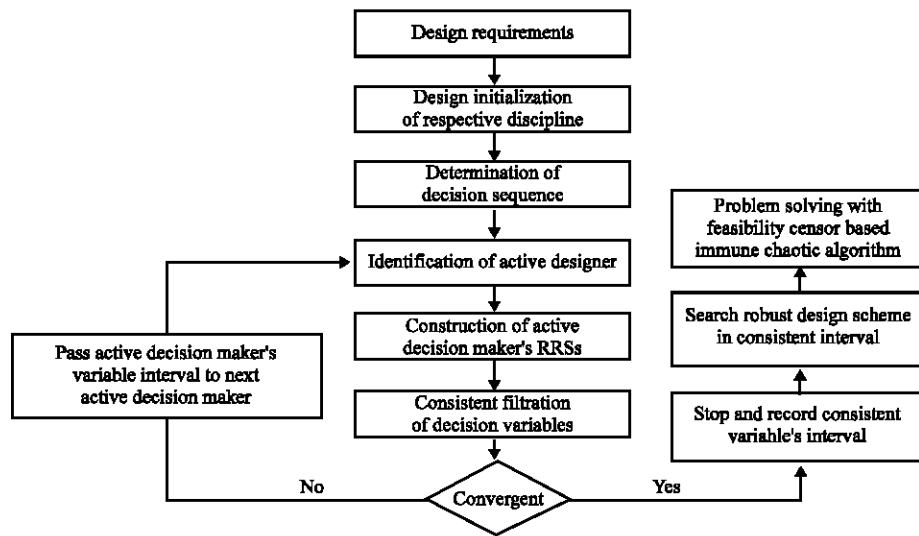 Design requirements
Design initialization
of respective discipline
Determination of
decision sequence
Identification of active designer
Construction of active
decision maker's RRSs
Consistent filtration
of decision variables
Convergent
No
Yes
Pass active decision maker's
variable interval to next
active decision maker
Stop and record consistent
variable's interval
Search robust design scheme
in consistent interval
Problem solving with
feasibility censor based
immune chaotic algorithm